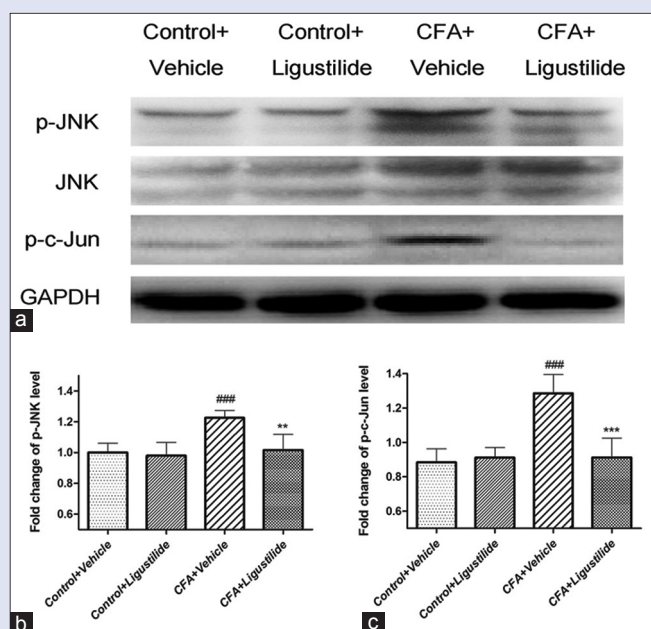 Control+ Control+ CFA+ CFA+
Vehicle Ligustilide Vehicle Ligustilide
p-JNK
JNK
p-c-Jun
GAPDH
a
Fold change of p-JNK level
1.4
1.2
1.0
0.8
0.6
###
**
Control+Vehicle
Control+Ligustilide
CFA+Vehicle
CFA+Ligustilide
b
Fold change of p-c-Jun level
1.4
1.2
1.0
0.8
0.6
###
***
Control+Vehicle
Control+Ligustilide
CFA+Vehicle
CFA+Ligustilide
c